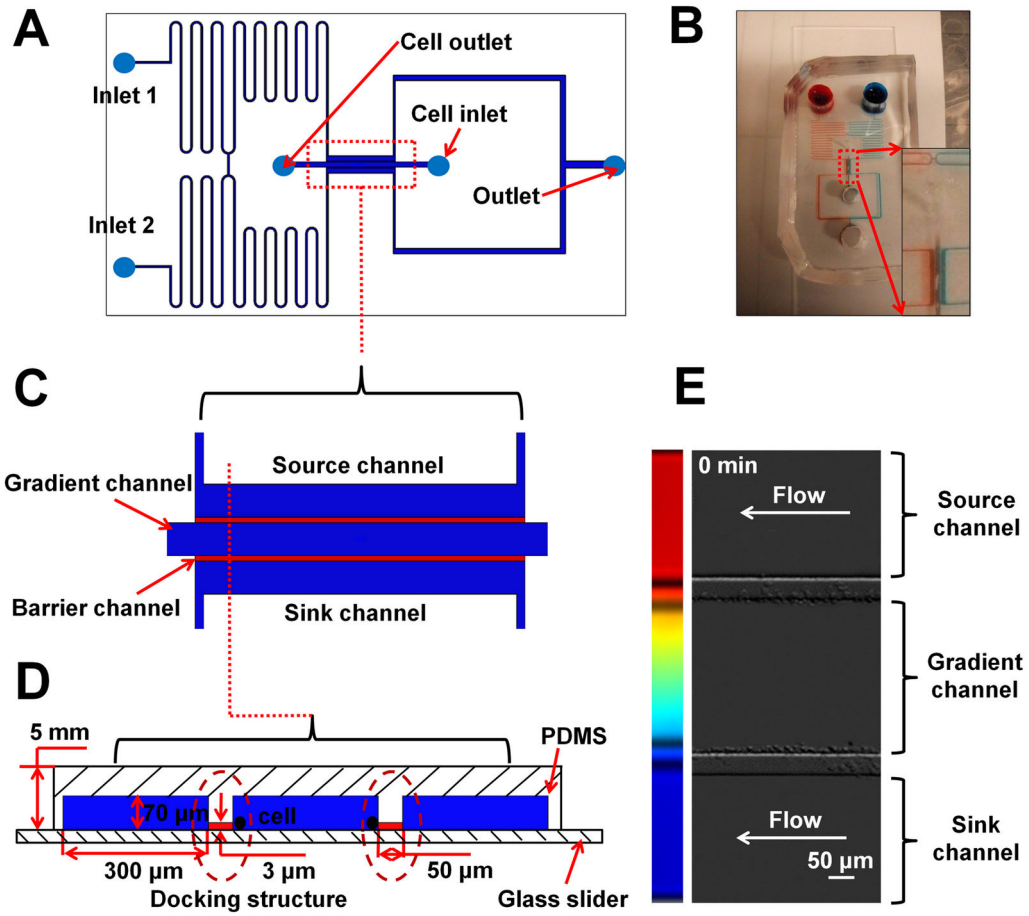 A
Cell outlet
Inlet 1
Cell inlet
Inlet 2
Outlet
B
C
Gradient channel
Source channel
Barrier channel
Sink channel
D
5 mm
PDMS
70 µm
cell
300 µm
3 µm
50 µm
Docking structure
Glass slider
E
0 min
Flow
Source
channel
Gradient
channel
Flow
50 µm
Sink
channel